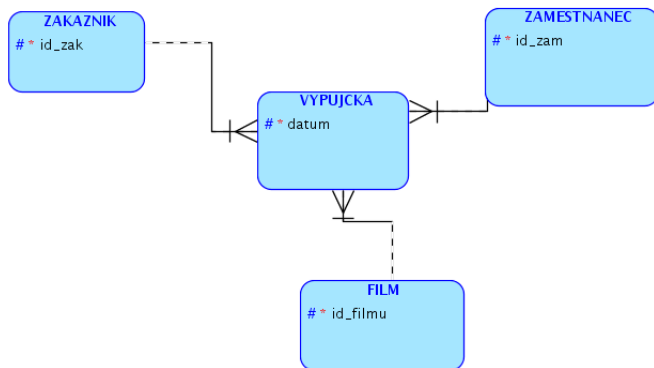 ZAKAZNIK
# * id_zak
ZAMESTNANEC
# * id_zam
VYPUJCKA
# * datum
FILM
# * id_filmu